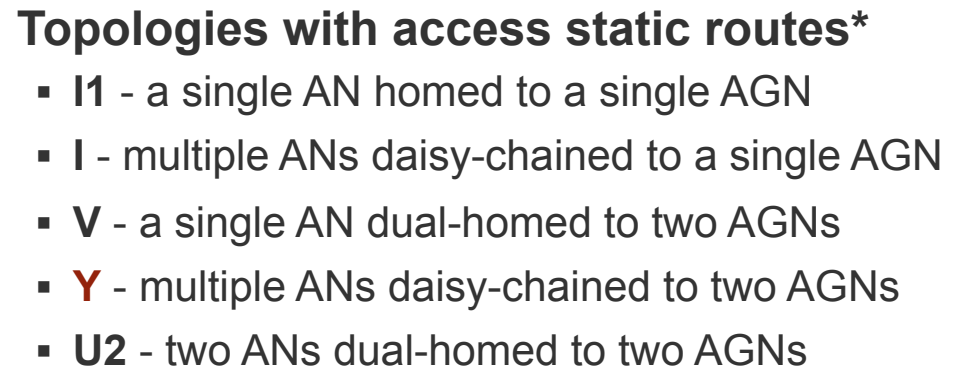 Topologies with access static routes*
▪ I1 - a single AN homed to a single AGN
▪ I - multiple ANs daisy-chained to a single AGN
▪ V - a single AN dual-homed to two AGNs
▪ Y - multiple ANs daisy-chained to two AGNs
▪ U2 - two ANs dual-homed to two AGNs